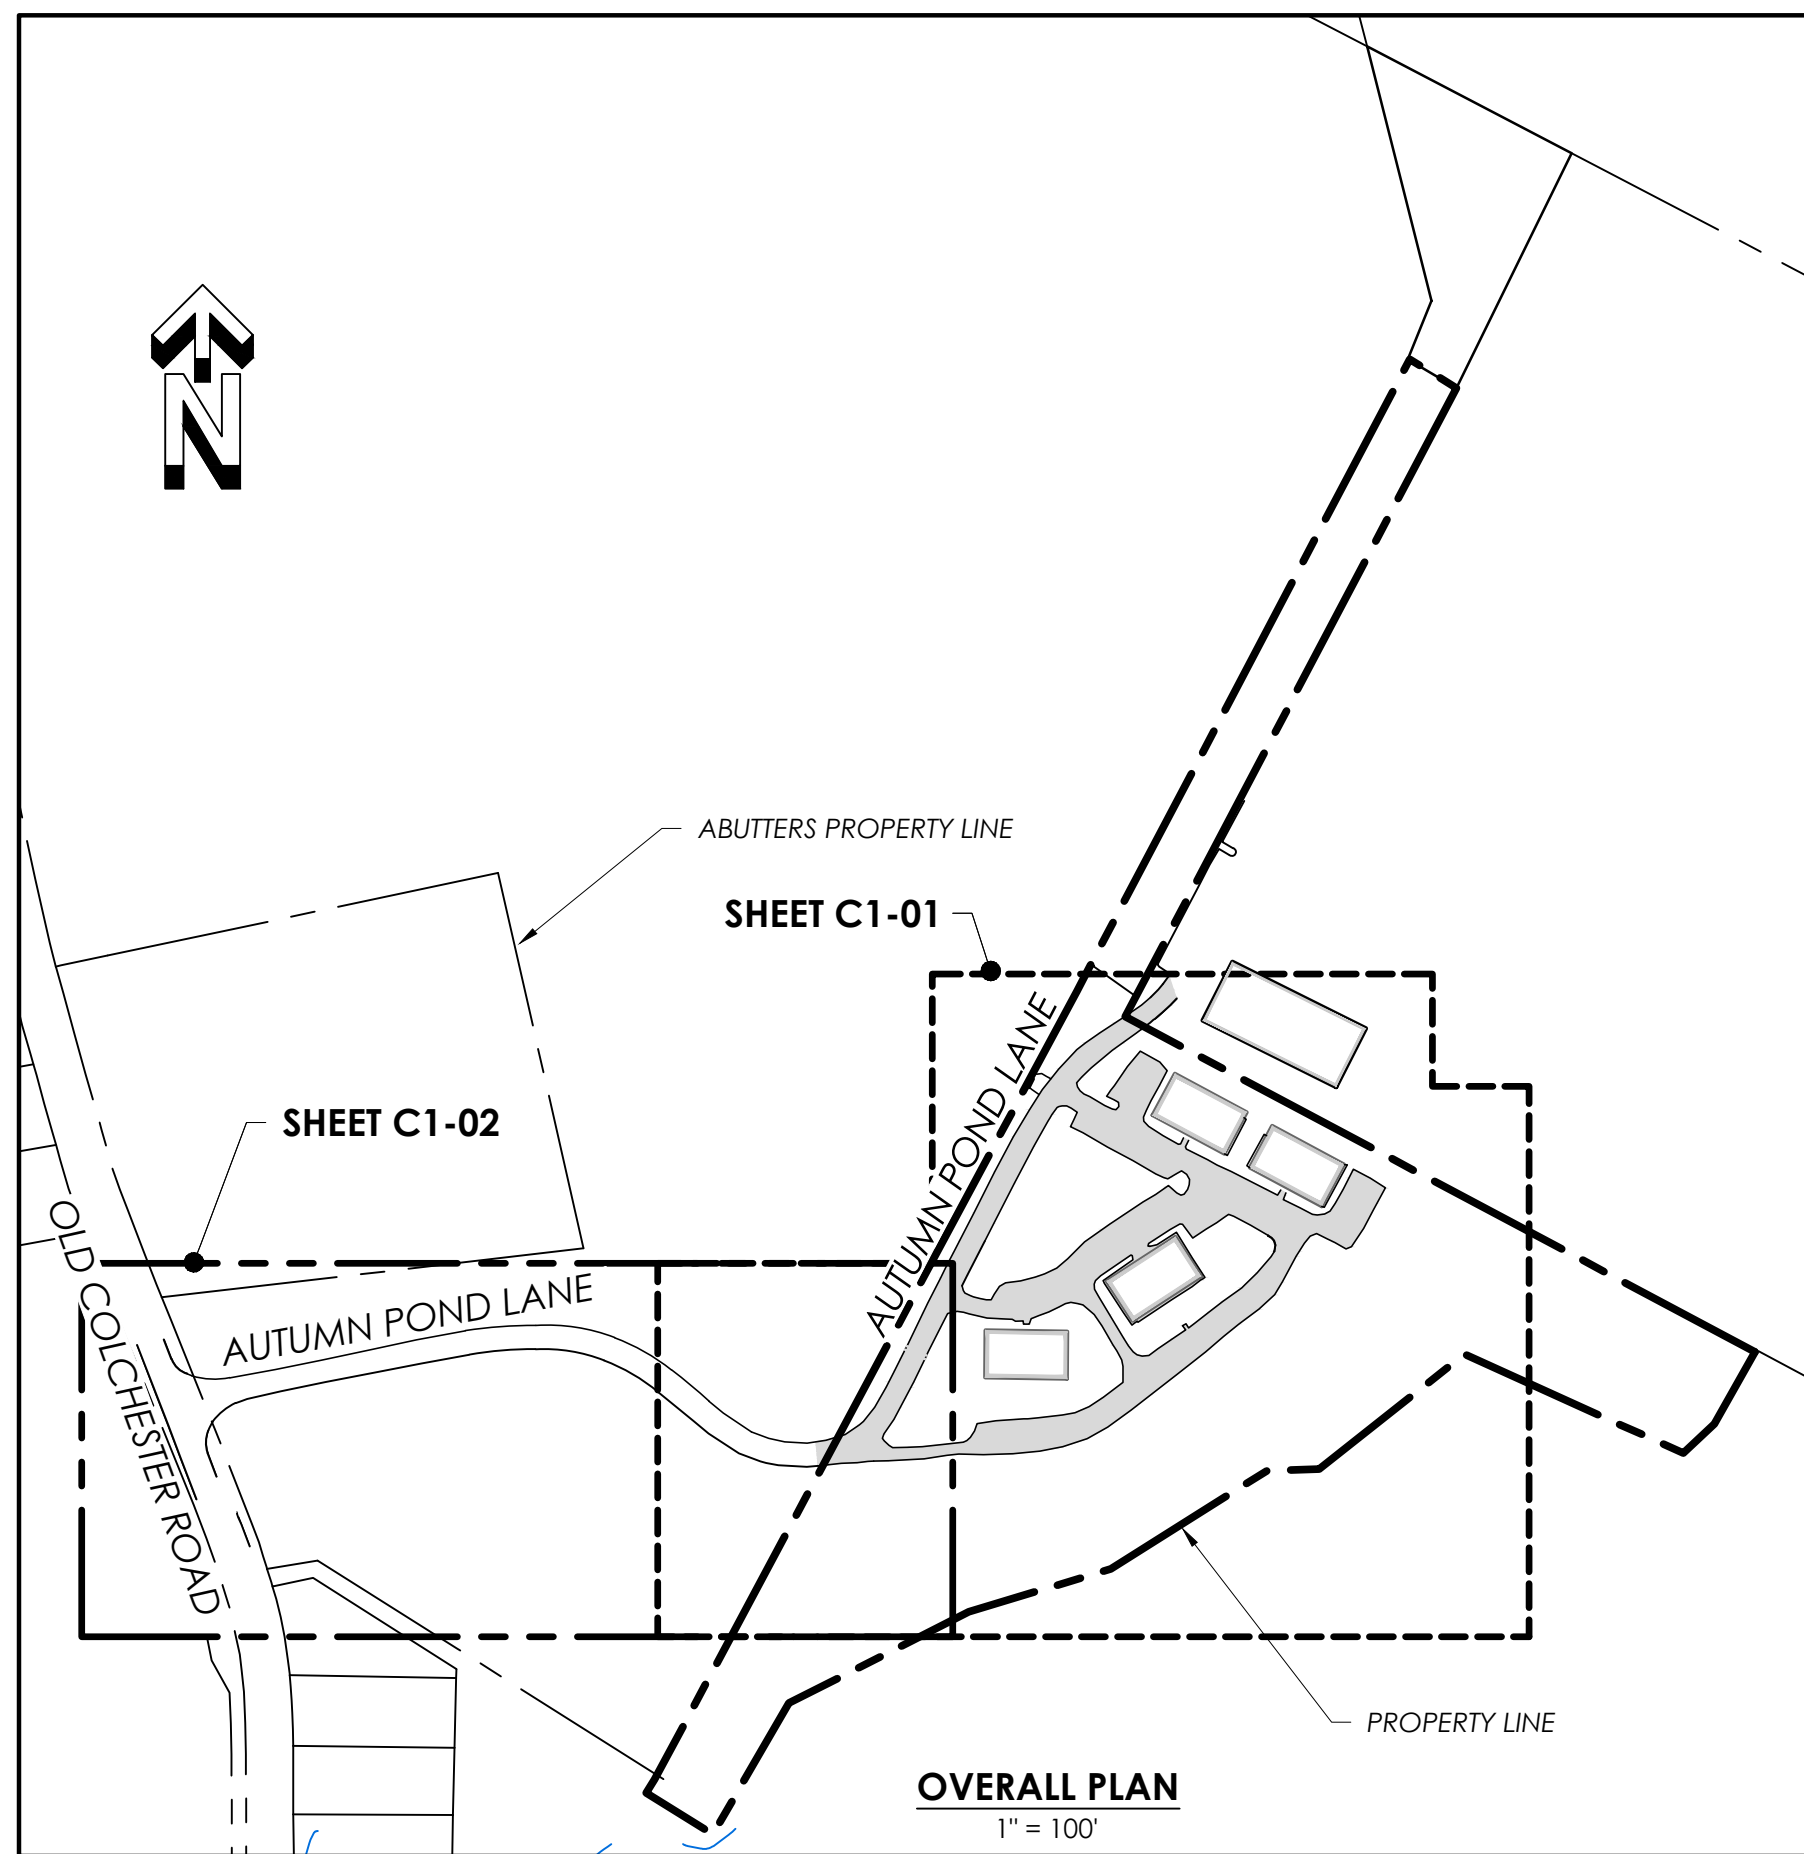 N
ABUTTERS PROPERTY LINE
SHEET C1-01
AUTUMN POND LANE
SHEET C1-02
OLD COLCHESTER ROAD
AUTUMN POND LANE
PROPERTY LINE
OVERALL PLAN
1" = 100'